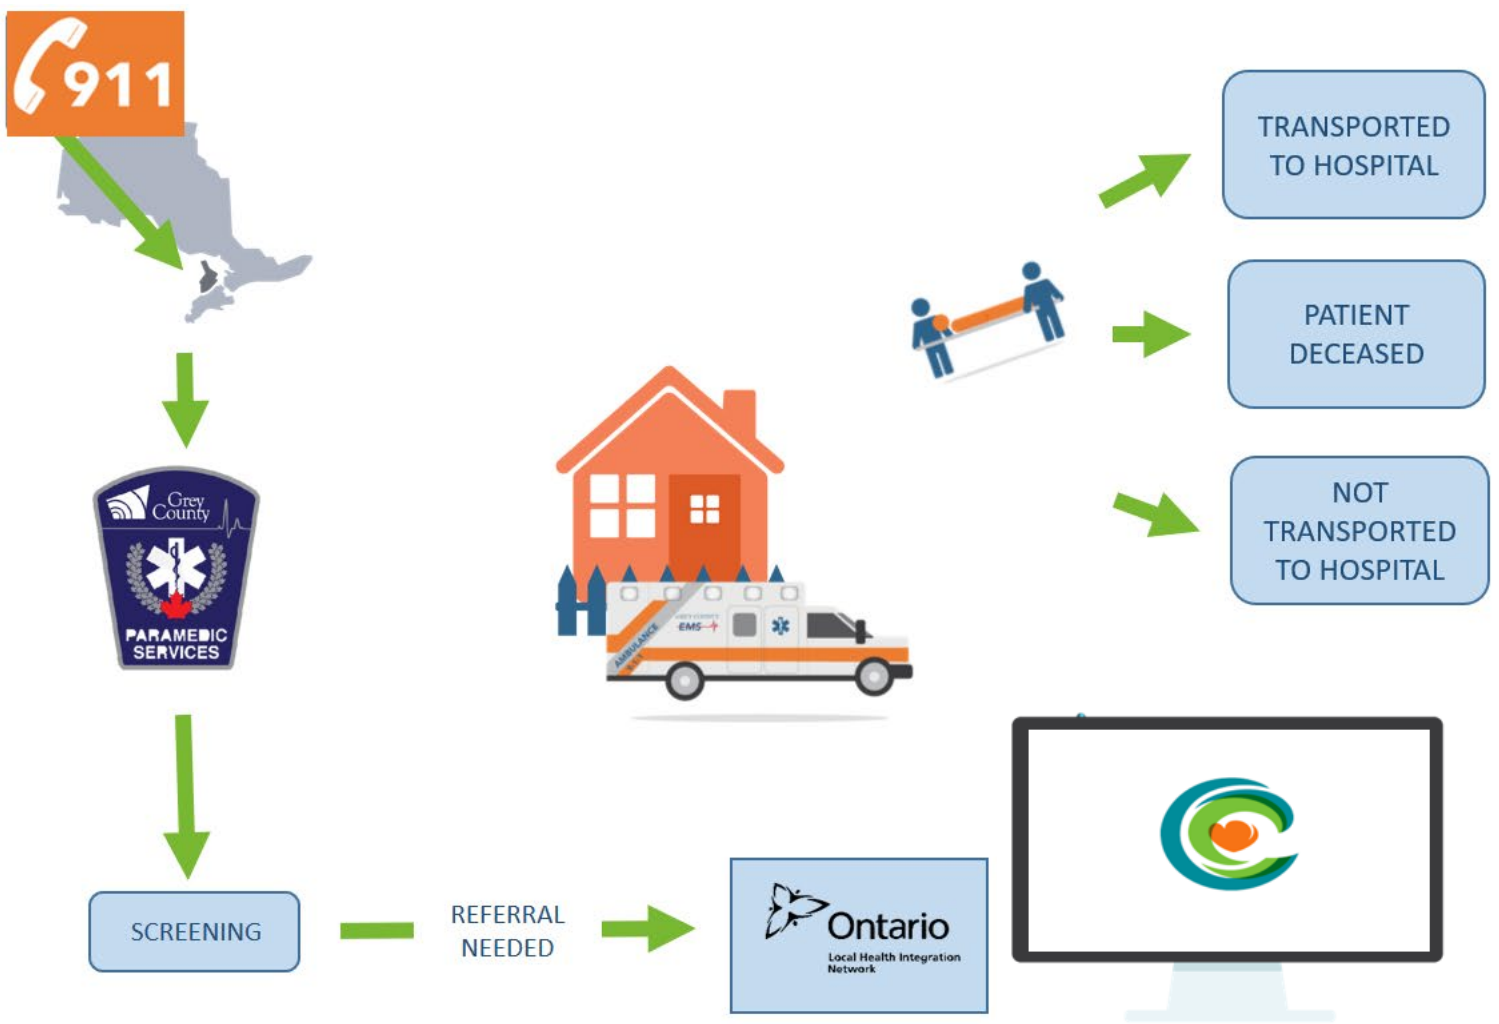 911
TRANSPORTED
TO HOSPITAL
PATIENT
DECEASED
Grey
County
PARAMEDIC
SERVICES
NOT
TRANSPORTED
TO HOSPITAL
EMS
AMBULANCE
SCREENING
REFERRAL
NEEDED
Ontario
Local Health Integration
Network